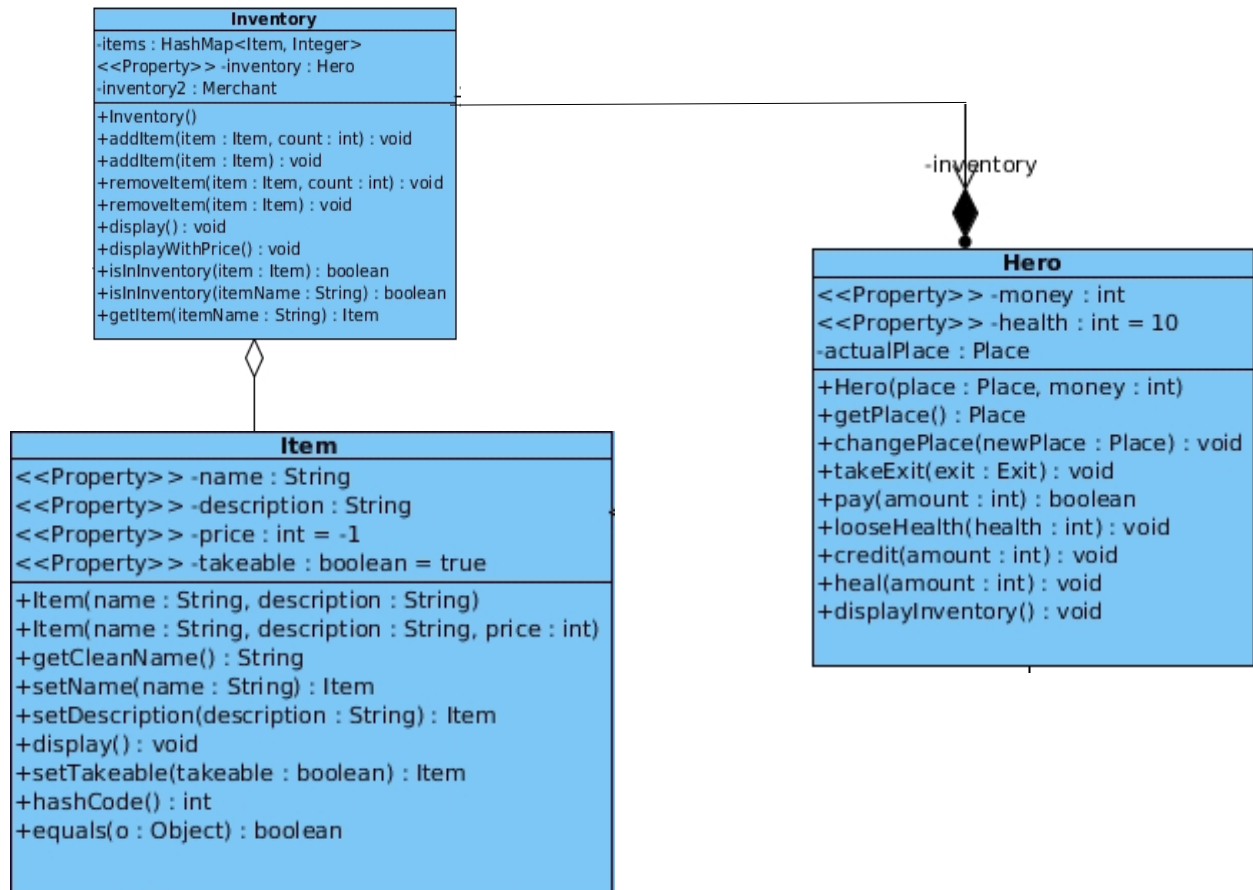 Inventory
-items : HashMap<Item, Integer>
<<Property>> -inventory : Hero
-inventory2 : Merchant
+Inventory()
+addItem(item : Item, count : int) : void
+addItem(item : Item) : void
+removeItem(item : Item, count : int) : void
+removeItem(item : Item) : void
+display() : void
+displayWithPrice() : void
+isInInventory(item : Item) : boolean
+isInInventory(itemName : String) : boolean
+getItem(itemName : String) : Item
-inventory
Hero
<<Property>> -money : int
<<Property>> -health : int = 10
-actualPlace : Place
+Hero(place : Place, money : int)
+getPlace() : Place
+changePlace(newPlace : Place) : void
+takeExit(exit : Exit) : void
+pay(amount : int) : boolean
+looseHealth(health : int) : void
+credit(amount : int) : void
+heal(amount : int) : void
+displayInventory() : void
Item
<<Property>> -name : String
<<Property>> -description : String
<<Property>> -price : int = -1
<<Property>> -takeable : boolean = true
+Item(name : String, description : String)
+Item(name : String, description : String, price : int)
+getCleanName() : String
+setName(name : String) : Item
+setDescription(description : String) : Item
+display() : void
+setTakeable(takeable : boolean) : Item
+hashCode() : int
+equals(o : Object) : boolean